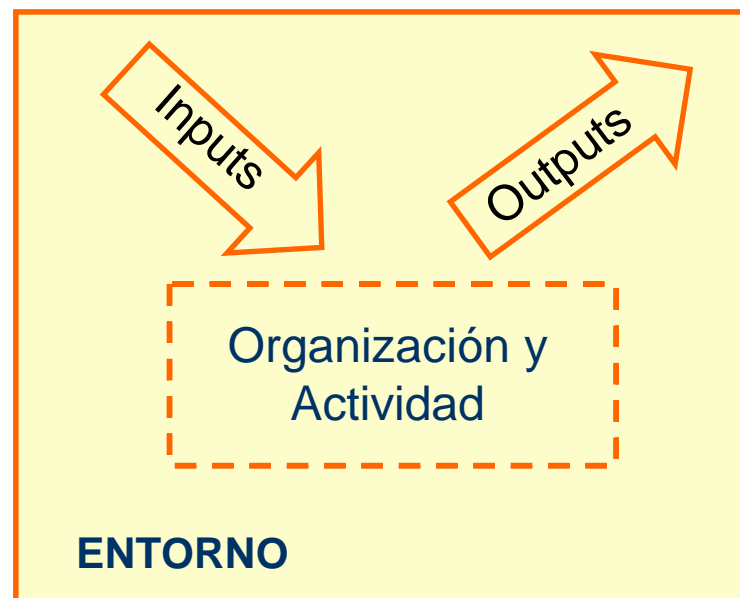 Inputs
Outputs
Organización y
Actividad
ENTORNO